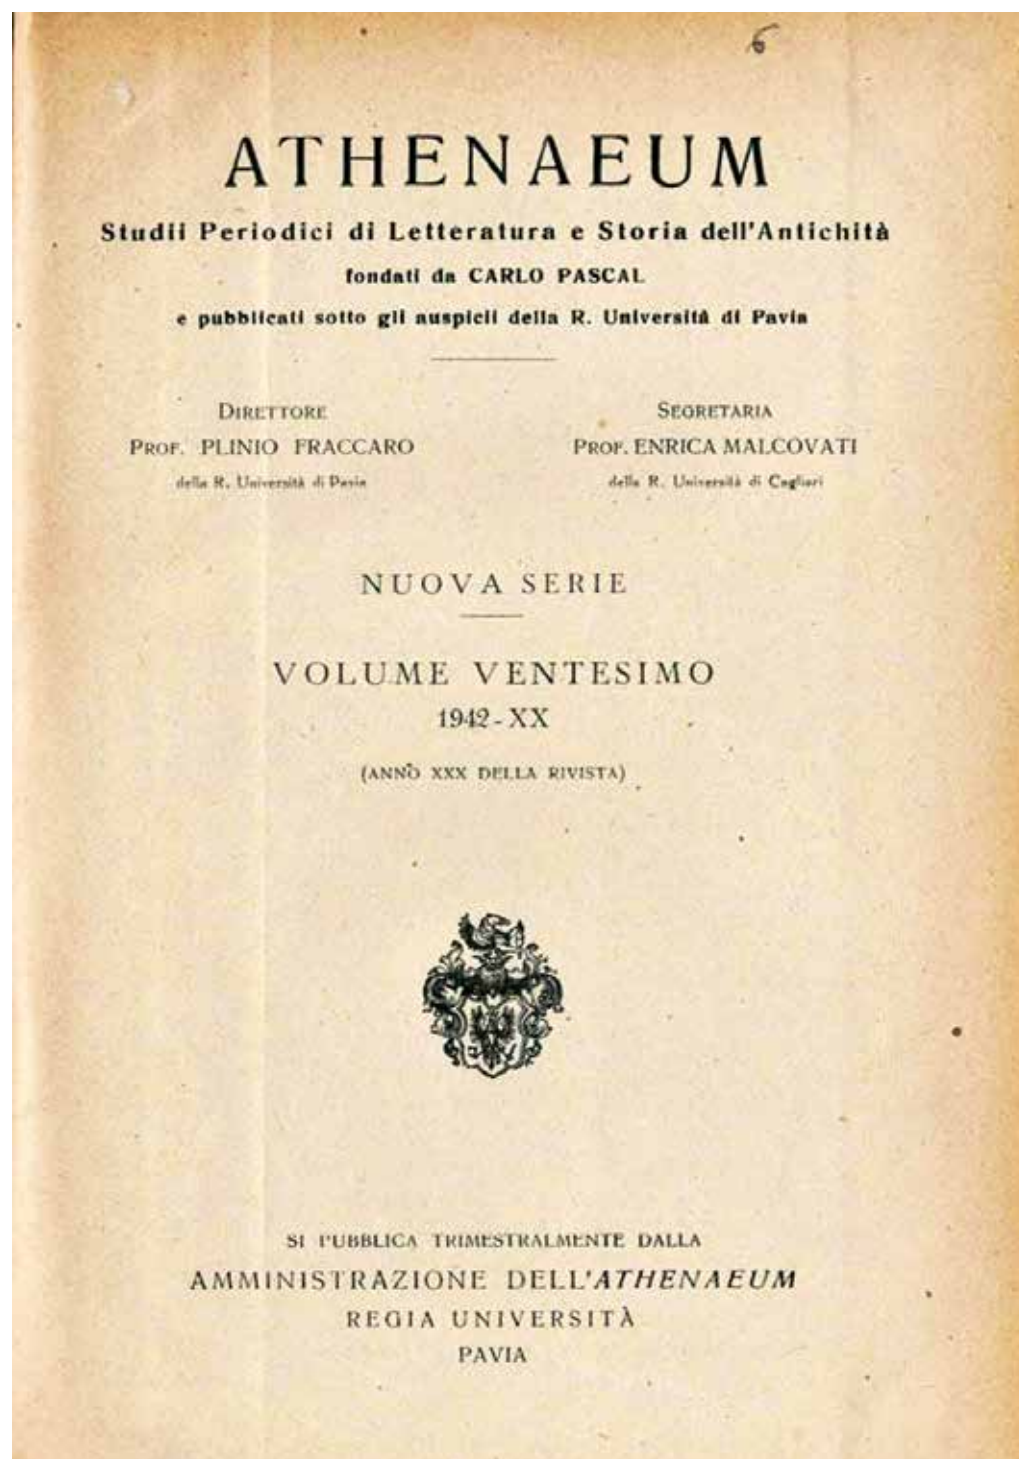 6
ATHENAEUM
Studii Periodici di Letteratura e Storia dell'Antichità
fondati da CARLO PASCAL
e pubblicati sotto gli auspicii della R. Università di Pavia
DIRETTORE
PROF. PLINIO FRACCARO
della R. Università di Pavia
SEGRETARIA
PROF. ENRICA MALCOVATI
della R. Università di Cagliari
NUOVA SERIE
VOLUME VENTESIMO
1942-XX
(ANNO XXX DELLA RIVISTA)
SI PUBBLICA TRIMESTRALMENTE DALLA
AMMINISTRAZIONE DELL'ATHENAEUM
REGIA UNIVERSITÀ
PAVIA